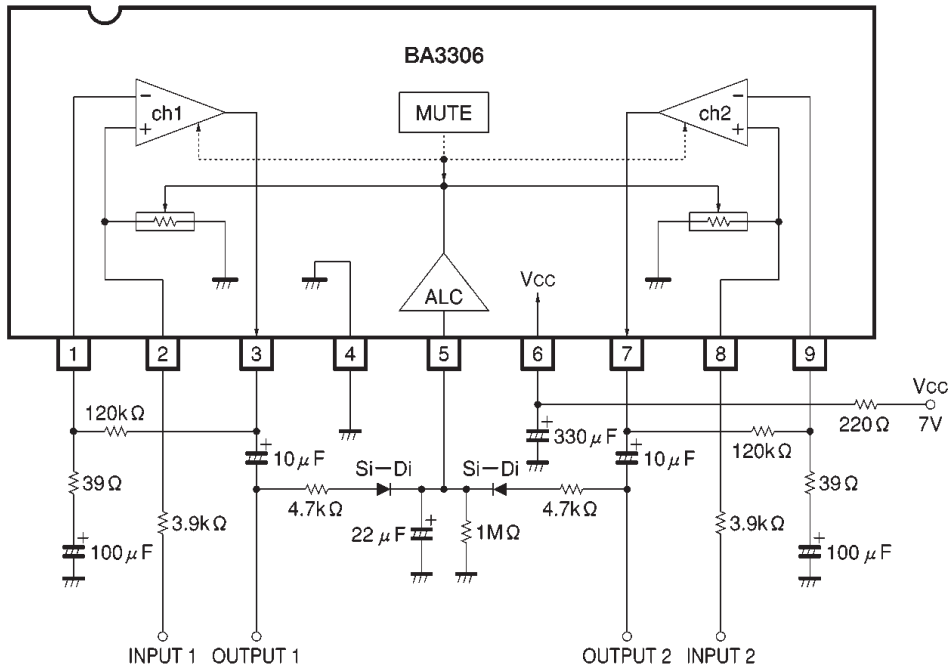 BA3306
ch1
−
+
MUTE
ch2
−
+
ALC
VCC
1
2
3
4
5
6
7
8
9
120kΩ
VCC
220Ω
7V
+
10μF
330μF
+
+
10μF
120kΩ
39Ω
Si−Di
Si−Di
39Ω
4.7kΩ
4.7kΩ
3.9kΩ
22μF
+
1MΩ
3.9kΩ
+
100μF
+
100μF
INPUT 1
OUTPUT 1
OUTPUT 2
INPUT 2